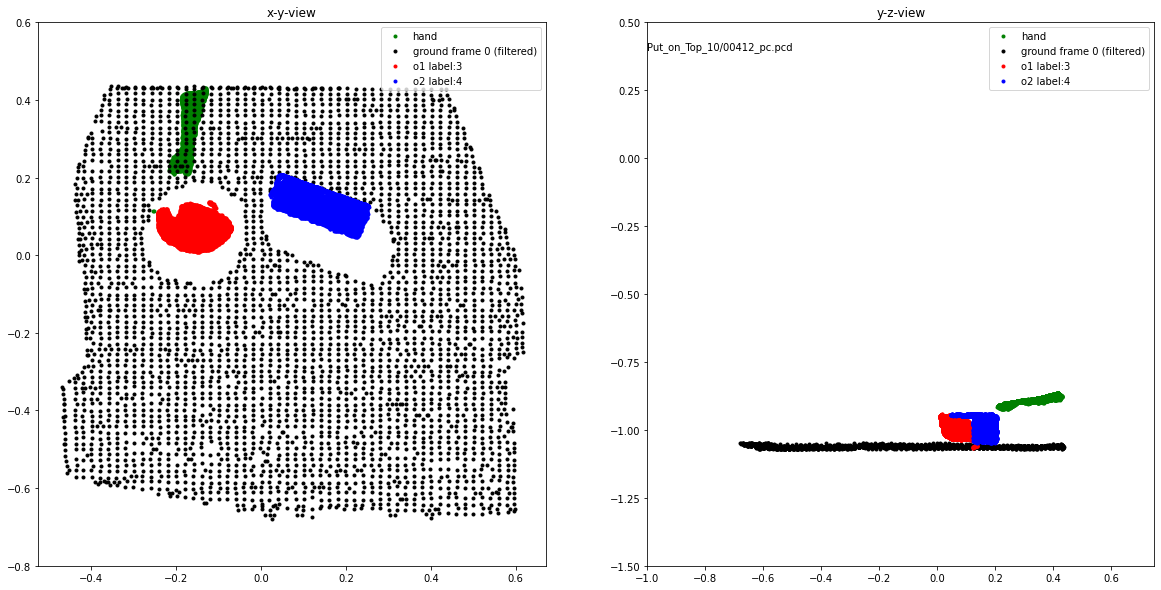 x-y-view
0.6
0.4
0.2
0.0
−0.2
−0.4
−0.6
−0.8
−0.4
−0.2
0.0
0.2
0.4
0.6
hand
ground frame 0 (filtered)
o1 label:3
o2 label:4
y-z-view
Put_on_Top_10/00412_pc.pcd
0.50
0.25
0.00
−0.25
−0.50
−0.75
−1.00
−1.25
−1.50
−1.0
−0.8
−0.6
−0.4
−0.2
0.0
0.2
0.4
0.6
hand
ground frame 0 (filtered)
o1 label:3
o2 label:4